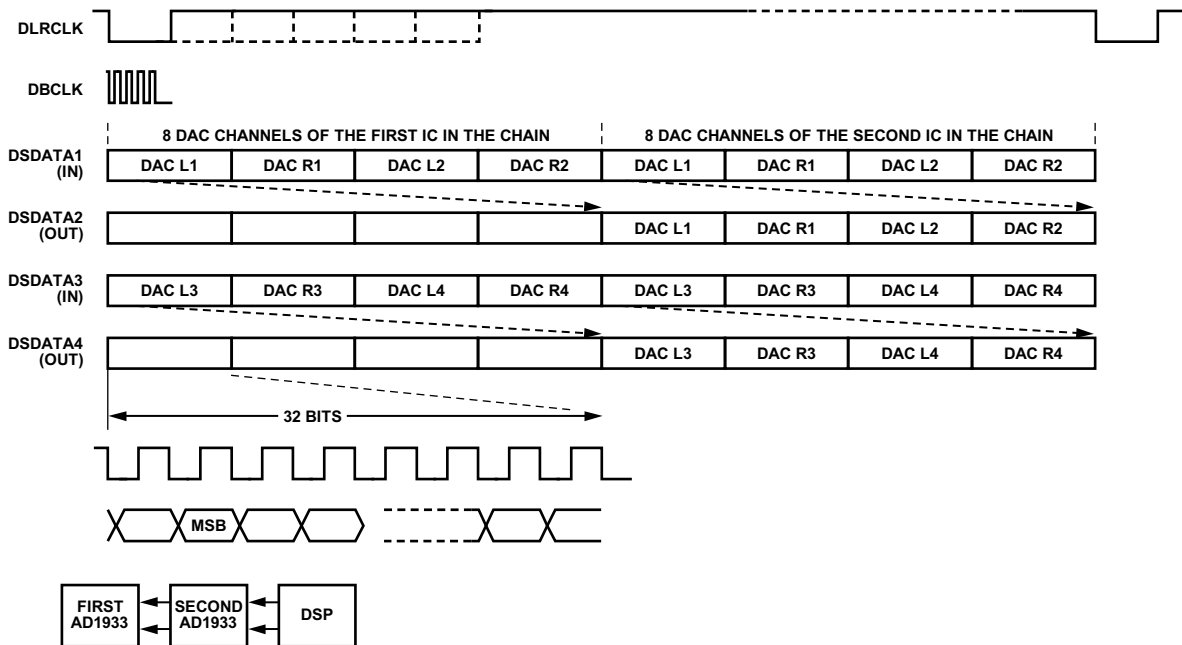 DLRCLK
DBCLK
8 DAC CHANNELS OF THE FIRST IC IN THE CHAIN 8 DAC CHANNELS OF THE SECOND IC IN THE CHAIN
DSDATA1
(IN)
DAC L1 DAC R1 DAC L2 DAC R2 DAC L1 DAC R1 DAC L2 DAC R2
DSDATA2
(OUT)
DAC L1 DAC R1 DAC L2 DAC R2
DSDATA3
(IN)
DAC L3 DAC R3 DAC L4 DAC R4 DAC L3 DAC R3 DAC L4 DAC R4
DSDATA4
(OUT)
DAC L3 DAC R3 DAC L4 DAC R4
32 BITS
MSB
FIRST
AD1933
SECOND
AD1933
DSP